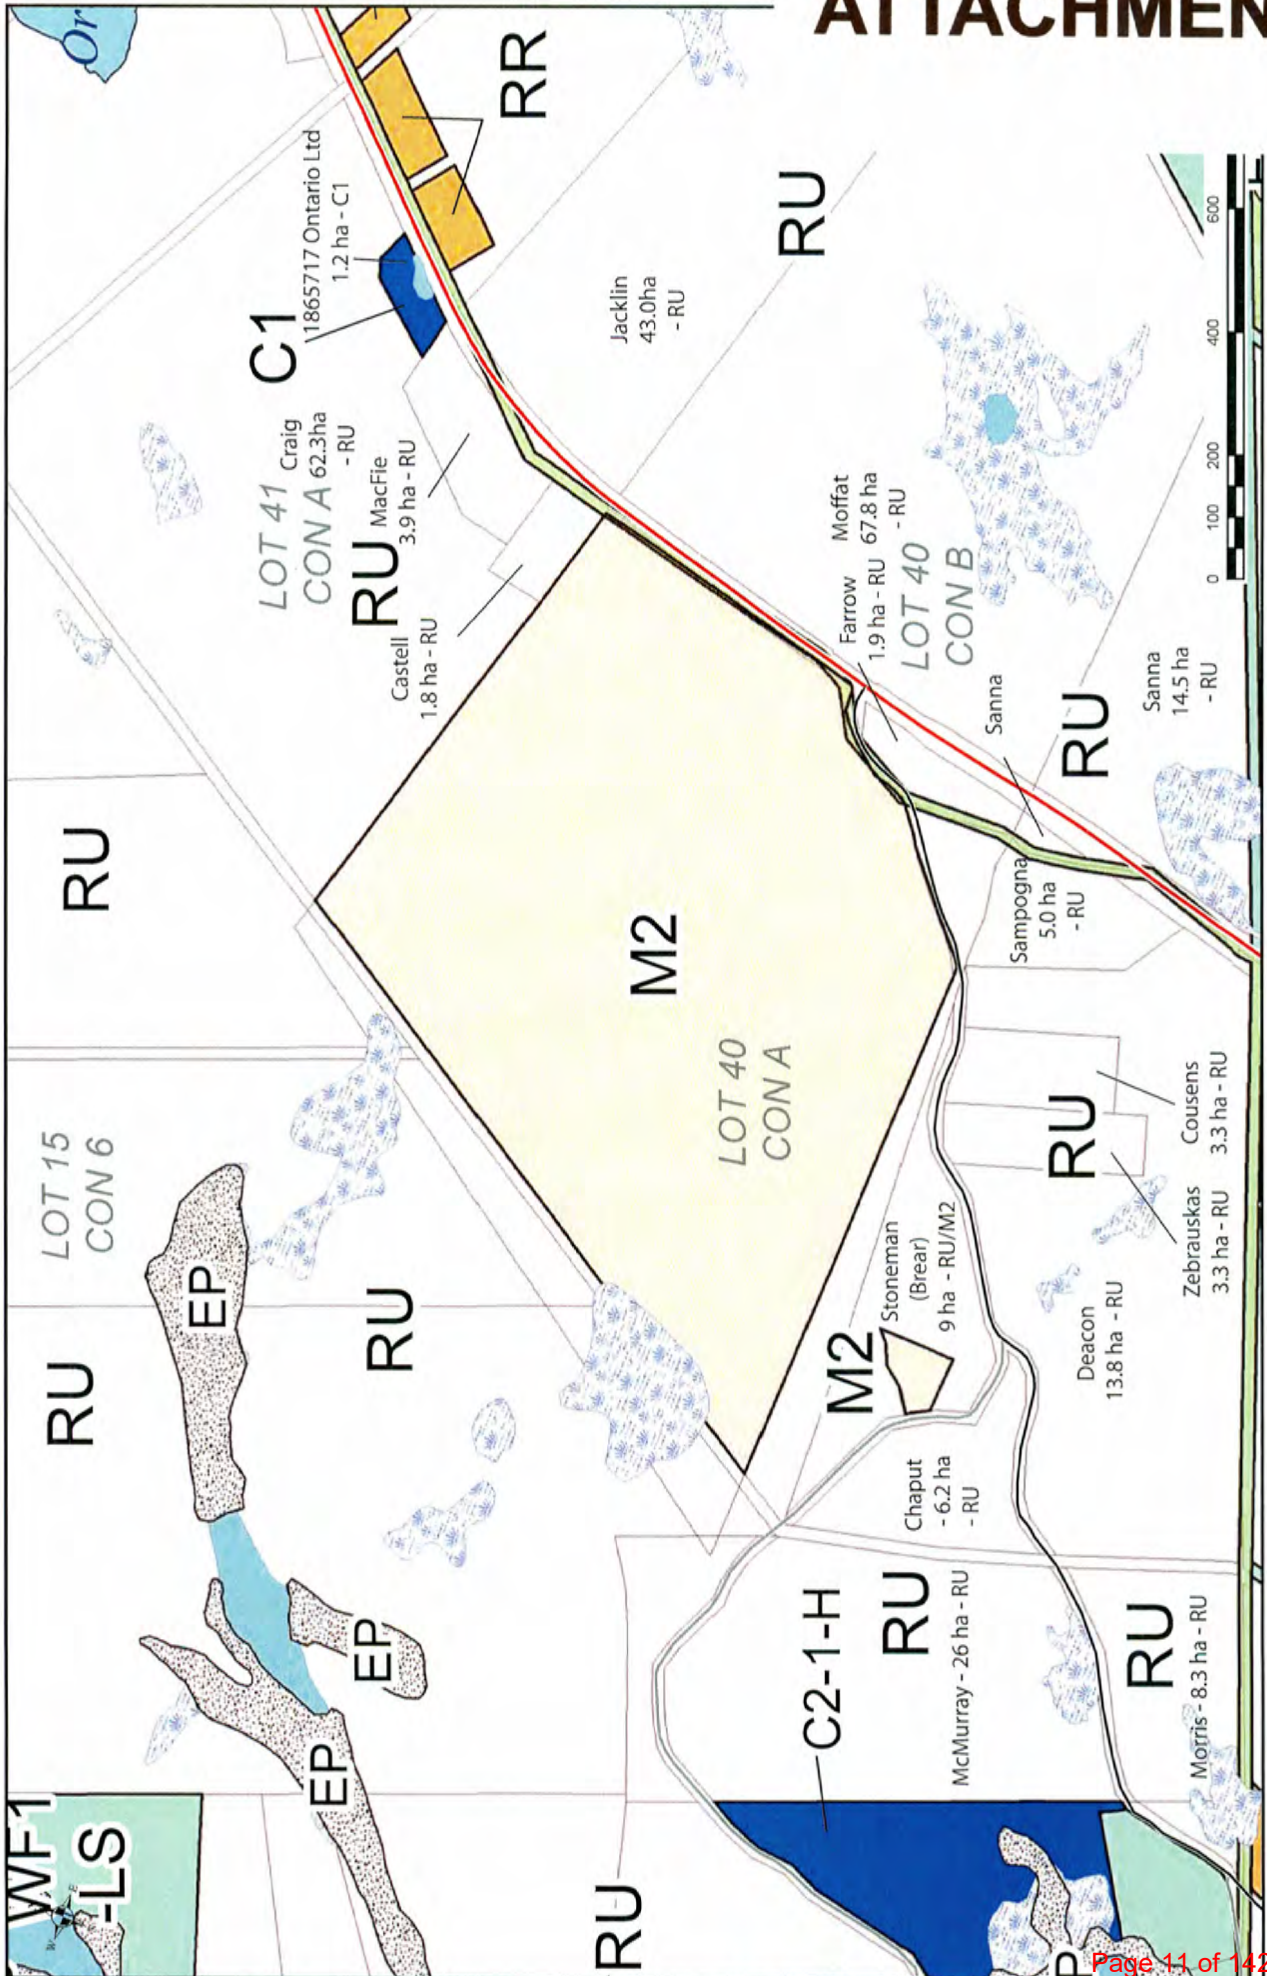 ATTACHMEN
Or
RR
1865717 Ontario Ltd
1.2 ha - C1
C1
RU
Jacklin
43.0ha
- RU
LOT 41
CON A
Craig
62.3ha
- RU
RU
MacFie
3.9 ha - RU
Castell
1.8 ha - RU
600
400
200
100
0
Moffat
67.8 ha
- RU
Farrow
1.9 ha - RU
LOT 40
CON B
Sanna
RU
Sanna
14.5 ha
- RU
RU
M2
LOT 40
CON A
Sampogna
5.0 ha
- RU
LOT 15
CON 6
EP
RU
RU
Cousens
3.3 ha - RU
RU
Zebrauskas
3.3 ha - RU
Stoneman
(Brear)
9 ha - RU/M2
M2
Deacon
13.8 ha - RU
Chaput
- 6.2 ha
- RU
EP
C2-1-H
RU
McMurray - 26 ha - RU
RU
Morris - 8.3 ha - RU
EP
WF1
-LS
E
W
RU
P
Page 11 of 142